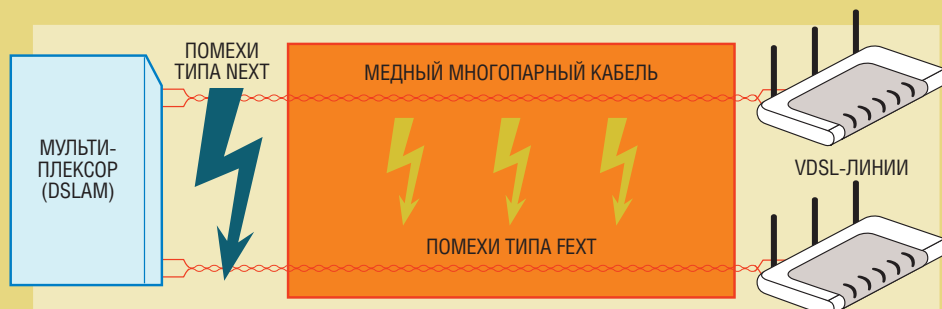 ПОМЕХИ
ТИПА NEXT
МЕДНЫЙ МНОГОПАРНЫЙ КАБЕЛЬ
МУЛЬТИ-
ПЛЕКСОР
(DSLAM)
VDSL-ЛИНИИ
ПОМЕХИ ТИПА FEXT